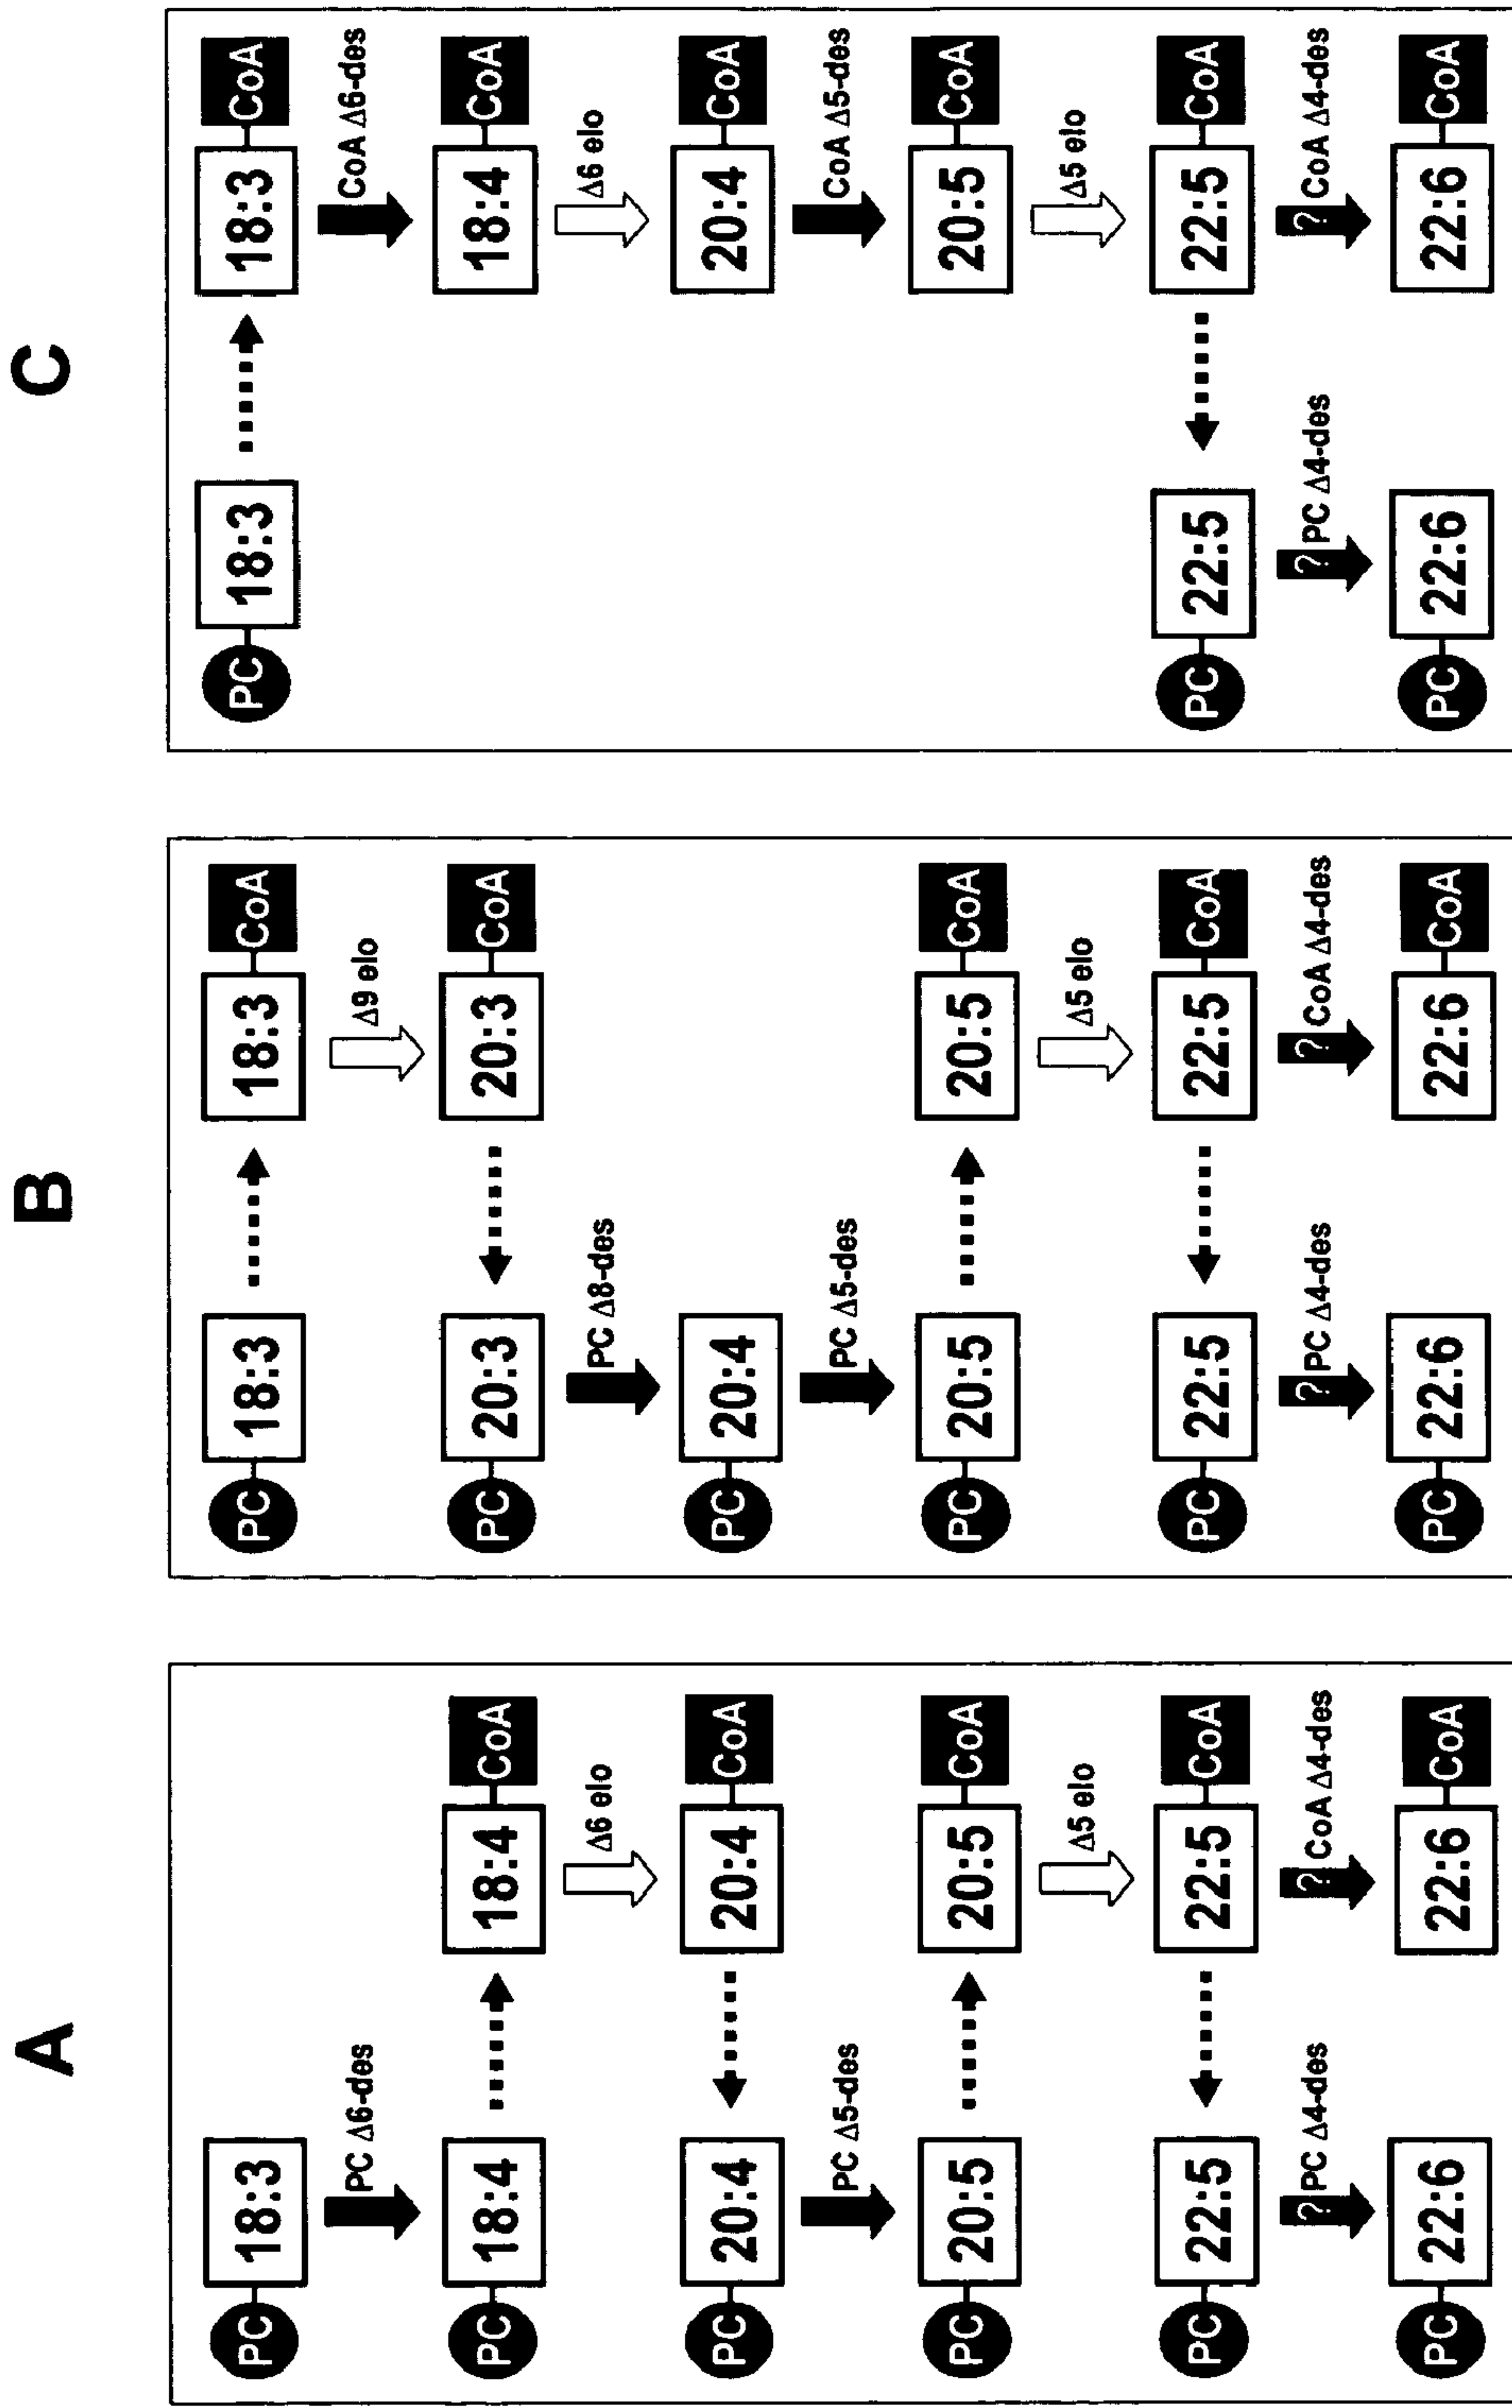 A
PC 18:3
PC Δ6-des
PC 18:4 18:4 CoA
Δ6 elo
PC 20:4 20:4 CoA
PC Δ5-des
PC 20:5 20:5 CoA
Δ5 elo
PC 22:5 22:5 CoA
? PC Δ4-des ? CoA Δ4-des
PC 22:6 22:6 CoA
B
PC 18:3 18:3 CoA
Δ9 elo
PC 20:3 20:3 CoA
PC Δ8-des
PC 20:4
PC Δ5-des
PC 20:5 20:5 CoA
Δ5 elo
PC 22:5 22:5 CoA
? PC Δ4-des ? CoA Δ4-des
PC 22:6 22:6 CoA
C
PC 18:3 18:3 CoA
CoA Δ6-des
18:4 CoA
Δ6 elo
20:4 CoA
CoA Δ5-des
20:5 CoA
Δ5 elo
PC 22:5 22:5 CoA
? PC Δ4-des ? CoA Δ4-des
PC 22:6 22:6 CoA